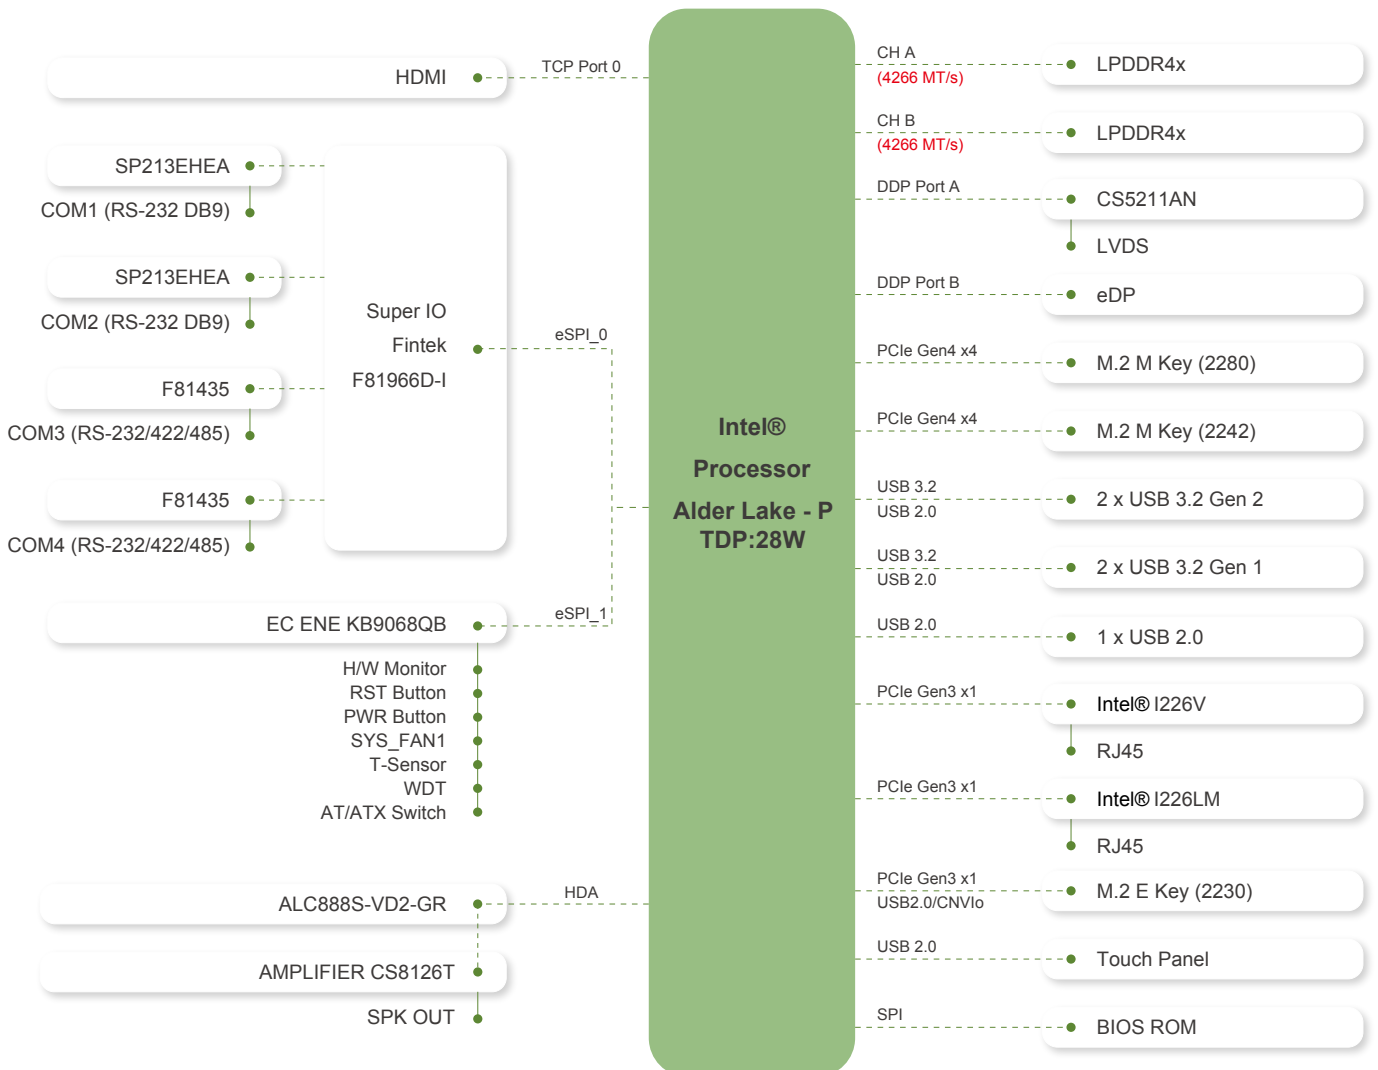 HDMI
TCP Port 0
SP213EHEA
COM1 (RS-232 DB9)
SP213EHEA
COM2 (RS-232 DB9)
F81435
COM3 (RS-232/422/485)
F81435
COM4 (RS-232/422/485)
Super IO
Fintek
F81966D-I
eSPI_0
EC ENE KB9068QB
eSPI_1
H/W Monitor
RST Button
PWR Button
SYS_FAN1
T-Sensor
WDT
AT/ATX Switch
ALC888S-VD2-GR
HDA
AMPLIFIER CS8126T
SPK OUT
Intel®
Processor
Alder Lake - P
TDP:28W
CH A
(4266 MT/s)
LPDDR4x
CH B
(4266 MT/s)
LPDDR4x
DDP Port A
CS5211AN
LVDS
DDP Port B
eDP
PCIe Gen4 x4
M.2 M Key (2280)
PCIe Gen4 x4
M.2 M Key (2242)
USB 3.2
USB 2.0
2 x USB 3.2 Gen 2
USB 3.2
USB 2.0
2 x USB 3.2 Gen 1
USB 2.0
1 x USB 2.0
PCIe Gen3 x1
Intel® I226V
RJ45
PCIe Gen3 x1
Intel® I226LM
RJ45
PCIe Gen3 x1
USB2.0/CNVIo
M.2 E Key (2230)
USB 2.0
Touch Panel
SPI
BIOS ROM